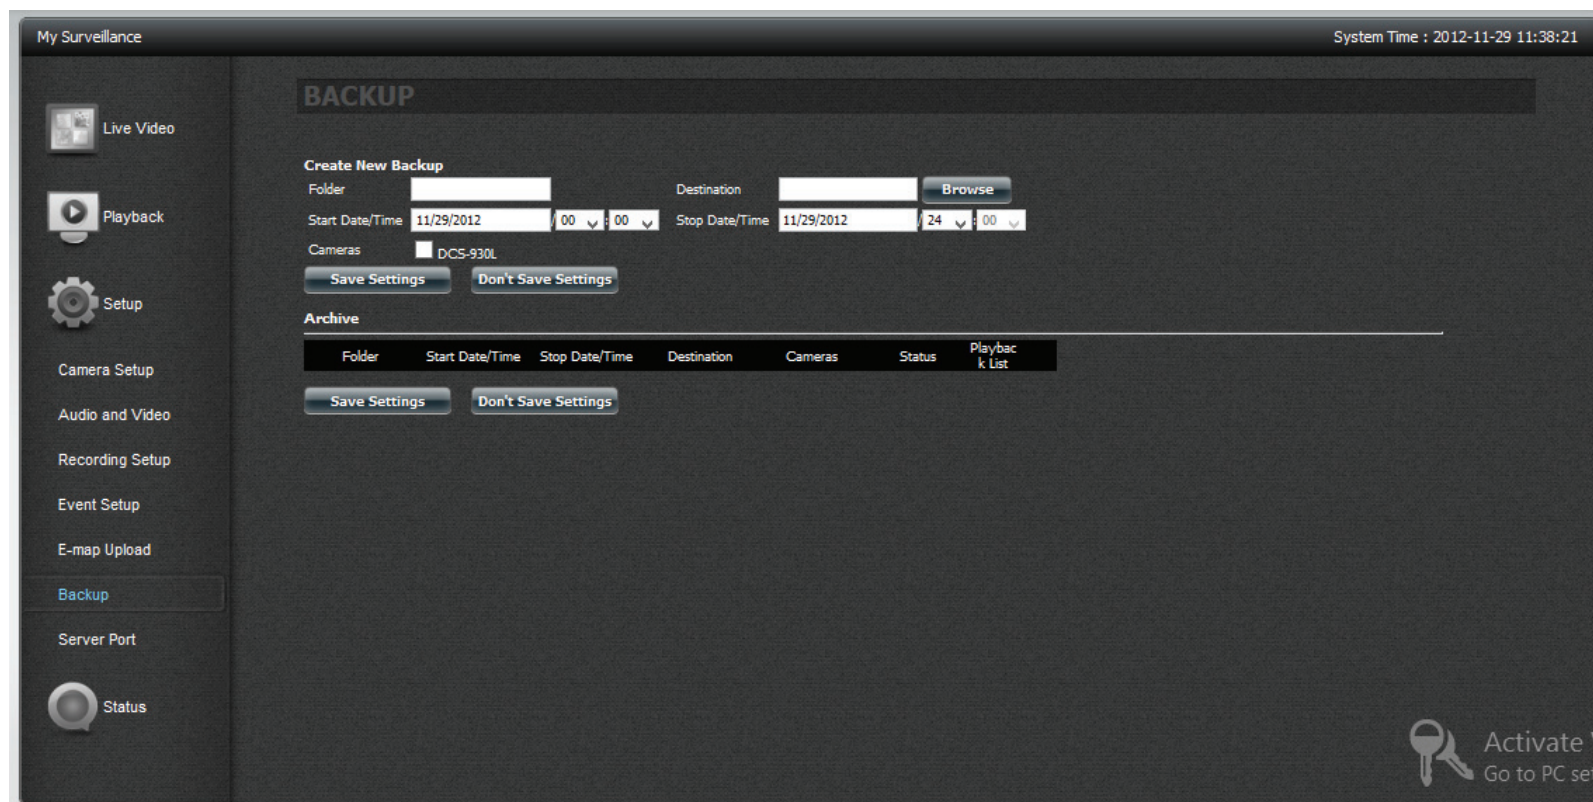 My Surveillance System Time : 2012-11-29 11:38:21
Live Video
Playback
Setup
Camera Setup
Audio and Video
Recording Setup
Event Setup
E-map Upload
Backup
Server Port
Status
BACKUP
Create New Backup
Folder Destination Browse
Start Date/Time 11/29/2012 / 00 : 00 Stop Date/Time 11/29/2012 / 24 : 00
Cameras DCS-930L
Save Settings Don't Save Settings
Archive
Folder Start Date/Time Stop Date/Time Destination Cameras Status Playbac
k List
Save Settings Don't Save Settings
Activate
Go to PC se